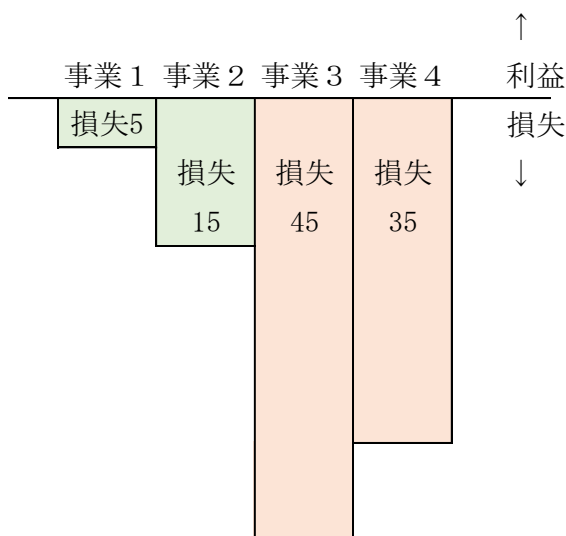 ↑
事業１ 事業２ 事業３ 事業４ 利益
損失5 損失
損失 損失 損失 ↓
15 45 35